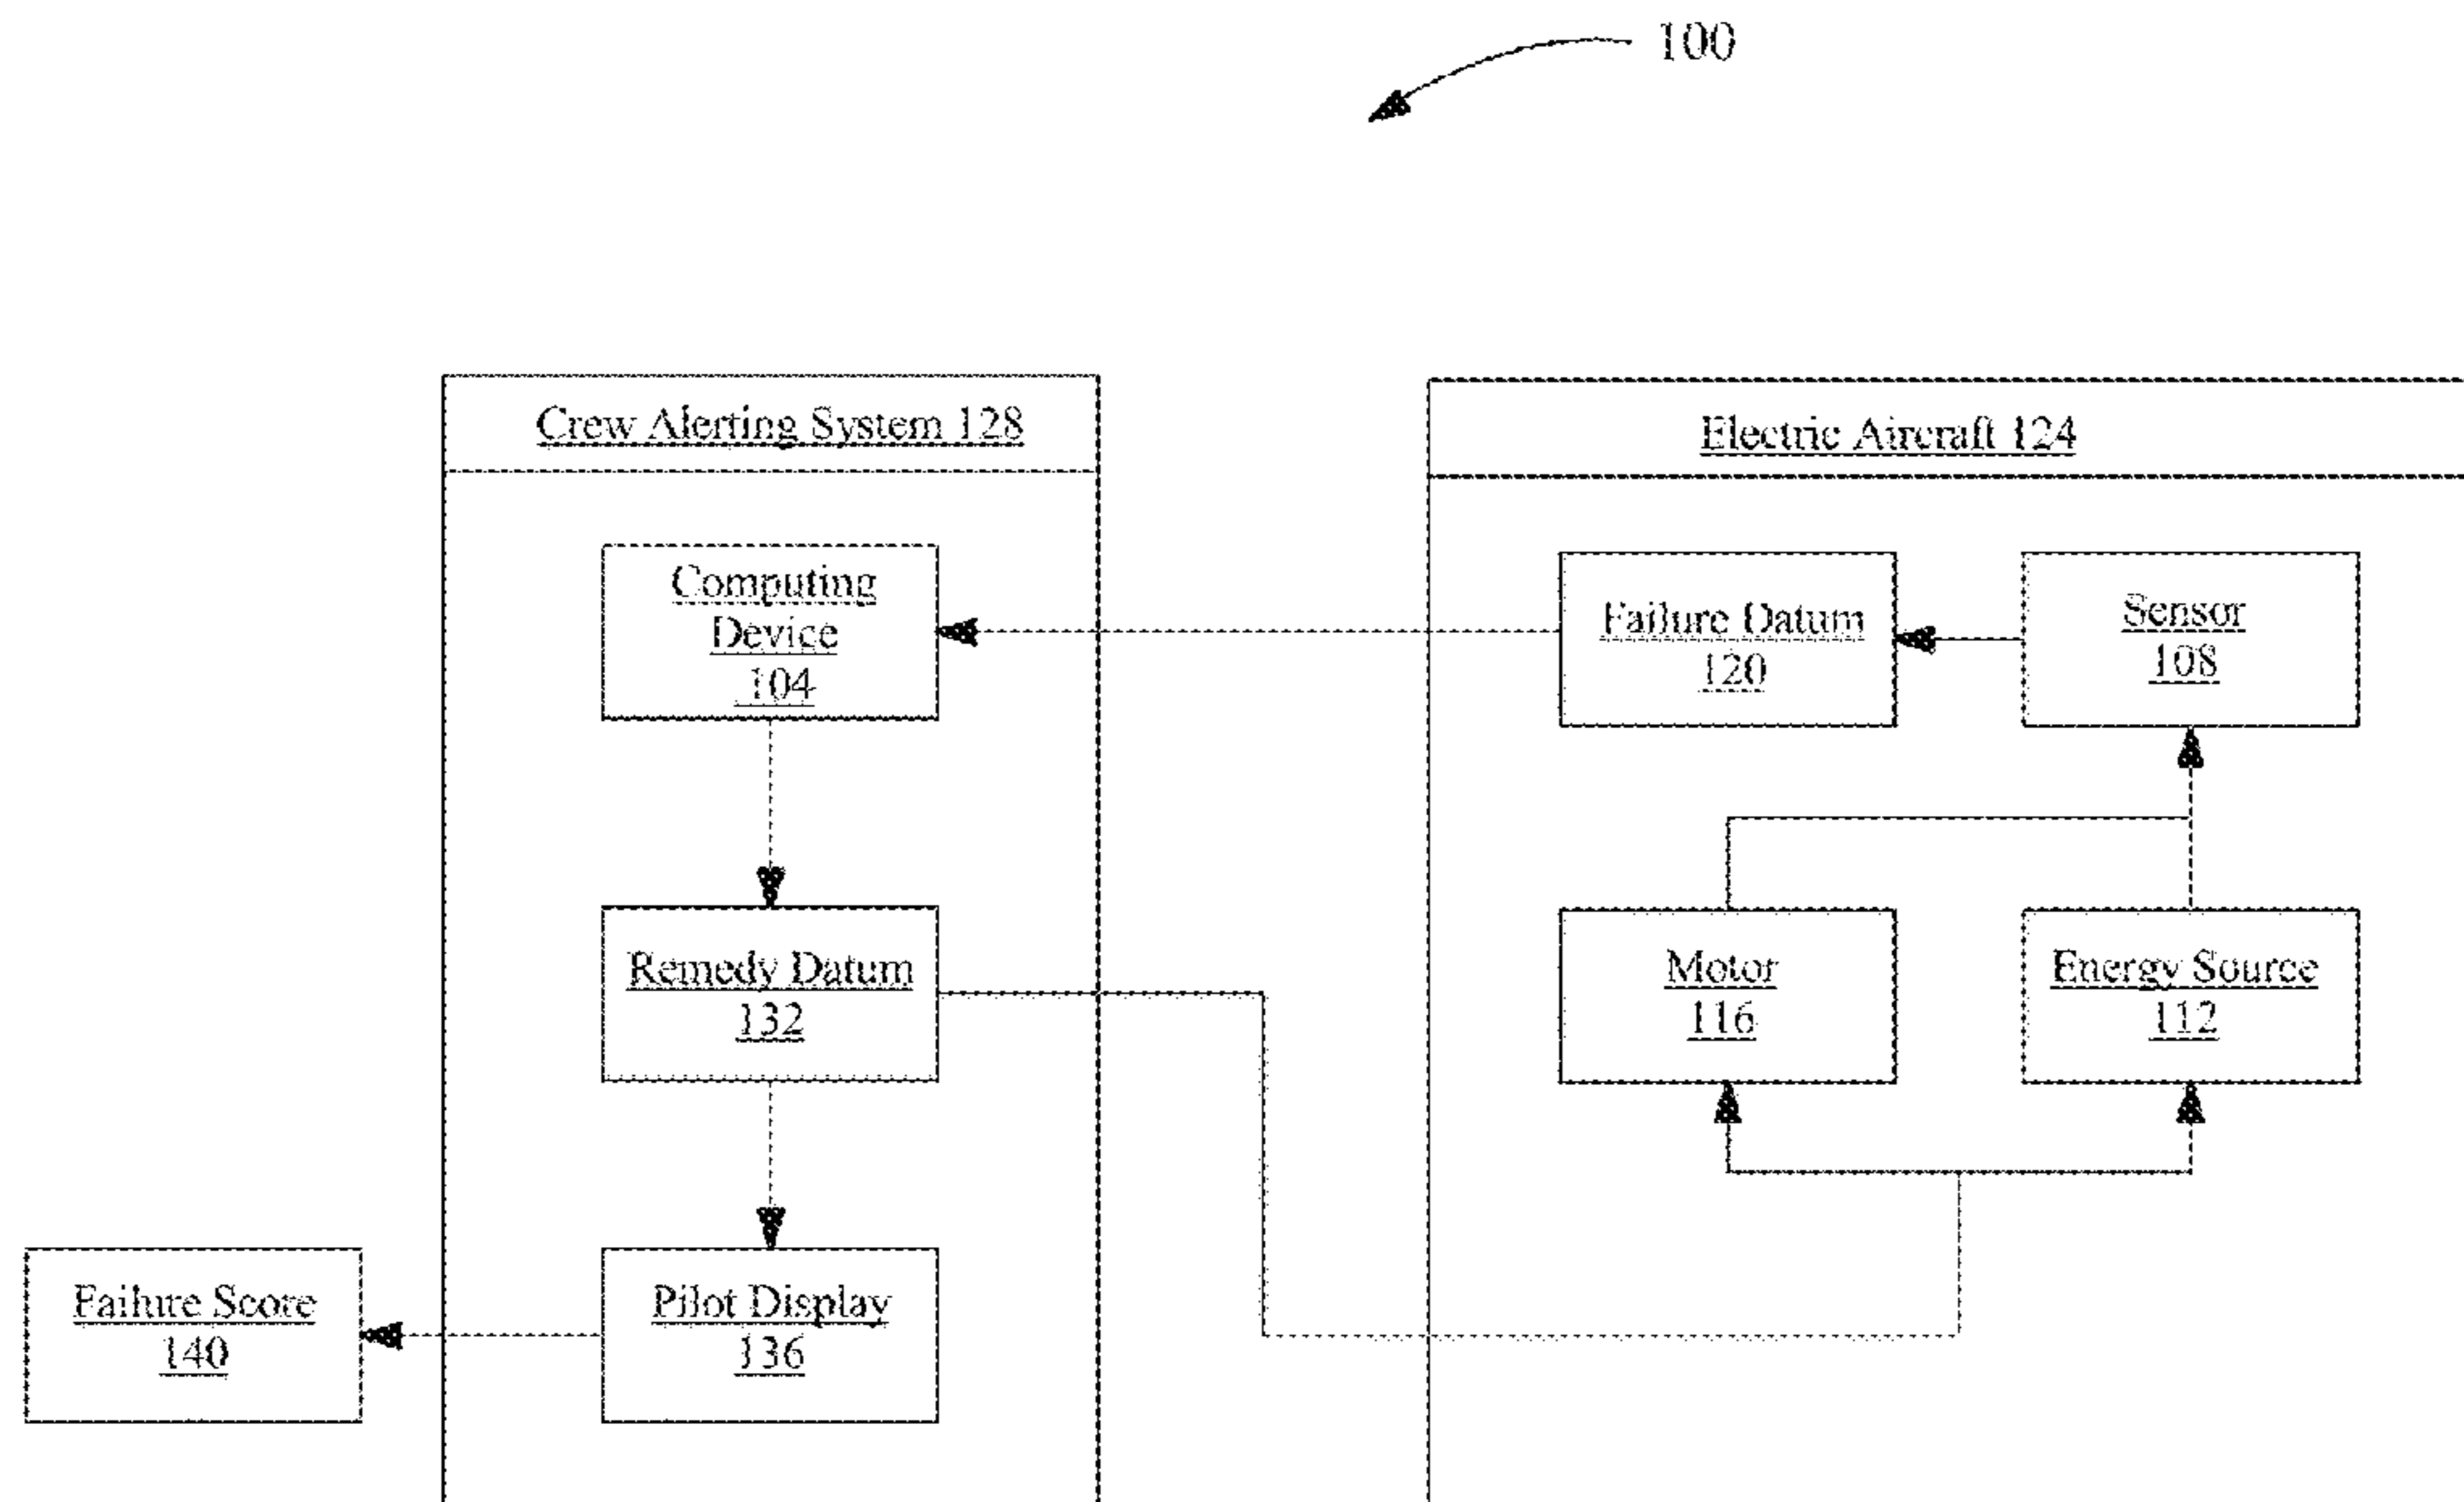 100
Crew Alerting System 128
Electric Aircraft 124
Computing
Device
104
Failure Datum
120
Sensor
108
Remedy Datum
132
Motor
116
Energy Source
112
Failure Score
140
Pilot Display
136